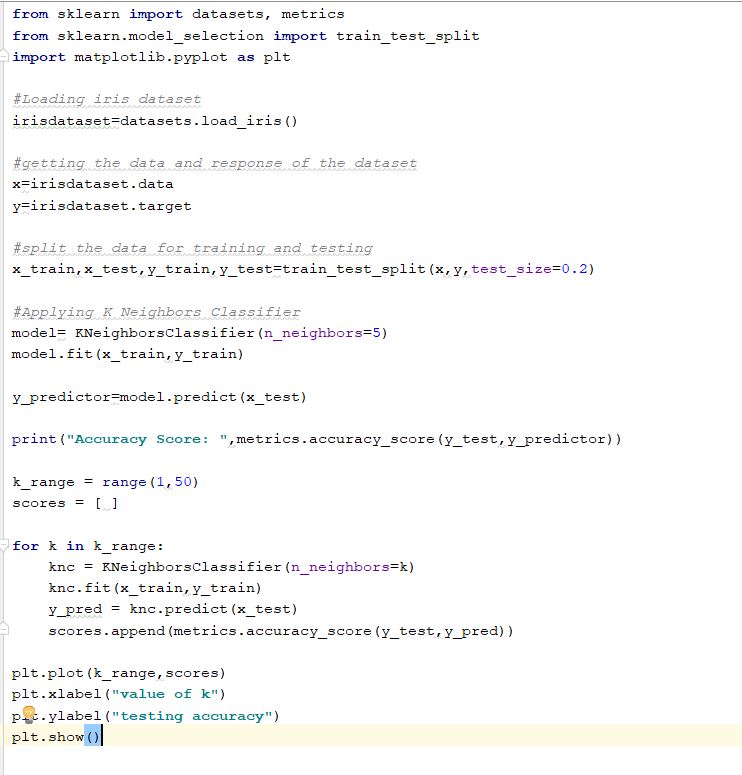 from sklearn import datasets, metrics
from sklearn.model_selection import train_test_split
import matplotlib.pyplot as plt

#Loading iris dataset
irisdataset=datasets.load_iris()

#getting the data and response of the dataset
x=irisdataset.data
y=irisdataset.target

#split the data for training and testing
x_train,x_test,y_train,y_test=train_test_split(x,y,test_size=0.2)

#Applying K Neighbors Classifier
model= KNeighborsClassifier(n_neighbors=5)
model.fit(x_train,y_train)

y_predictor=model.predict(x_test)

print("Accuracy Score: ",metrics.accuracy_score(y_test,y_predictor))

k_range = range(1,50)
scores = [ ]

for k in k_range:
    knc = KNeighborsClassifier(n_neighbors=k)
    knc.fit(x_train,y_train)
    y_pred = knc.predict(x_test)
    scores.append(metrics.accuracy_score(y_test,y_pred))

plt.plot(k_range,scores)
plt.xlabel("value of k")
plt.ylabel("testing accuracy")
plt.show()